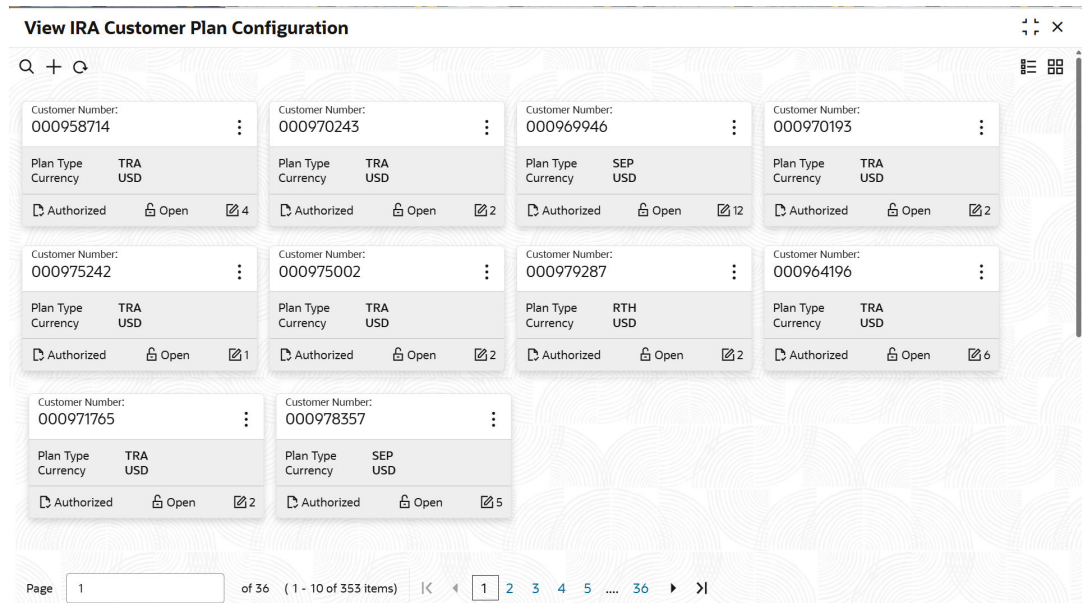 View IRA Customer Plan Configuration
Customer Number:
000958714
Plan Type TRA
Currency USD
Authorized Open 4
Customer Number:
000970243
Plan Type TRA
Currency USD
Authorized Open 2
Customer Number:
000969946
Plan Type SEP
Currency USD
Authorized Open 12
Customer Number:
000970193
Plan Type TRA
Currency USD
Authorized Open 2
Customer Number:
000975242
Plan Type TRA
Currency USD
Authorized Open 1
Customer Number:
000975002
Plan Type TRA
Currency USD
Authorized Open 2
Customer Number:
000979287
Plan Type RTH
Currency USD
Authorized Open 2
Customer Number:
000964196
Plan Type TRA
Currency USD
Authorized Open 6
Customer Number:
000971765
Plan Type TRA
Currency USD
Authorized Open 2
Customer Number:
000978357
Plan Type SEP
Currency USD
Authorized Open 5
Page 1 of 36 ( 1 - 10 of 353 items) 1 2 3 4 5 .... 36